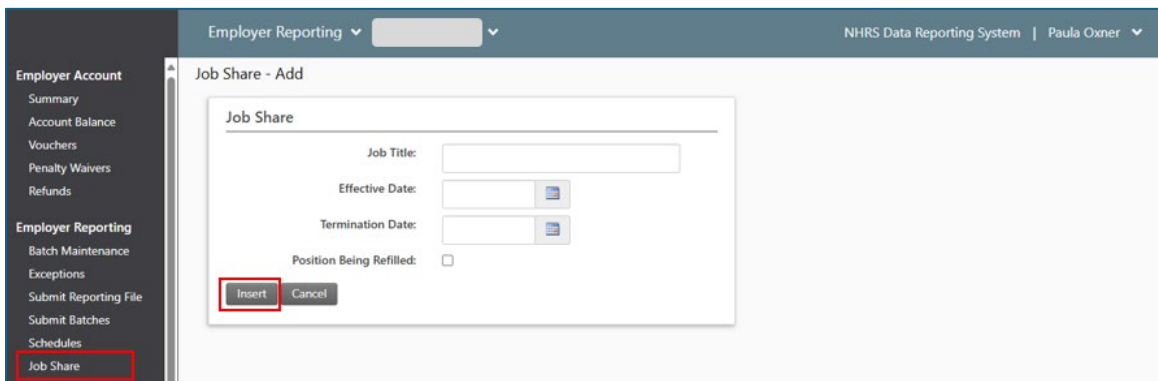 Employer Reporting
NHRS Data Reporting System | Paula Oxner
Employer Account
Summary
Account Balance
Vouchers
Penalty Waivers
Refunds
Employer Reporting
Batch Maintenance
Exceptions
Submit Reporting File
Submit Batches
Schedules
Job Share
Job Share - Add
Job Share
Job Title:
Effective Date:
Termination Date:
Position Being Refilled:
Insert Cancel